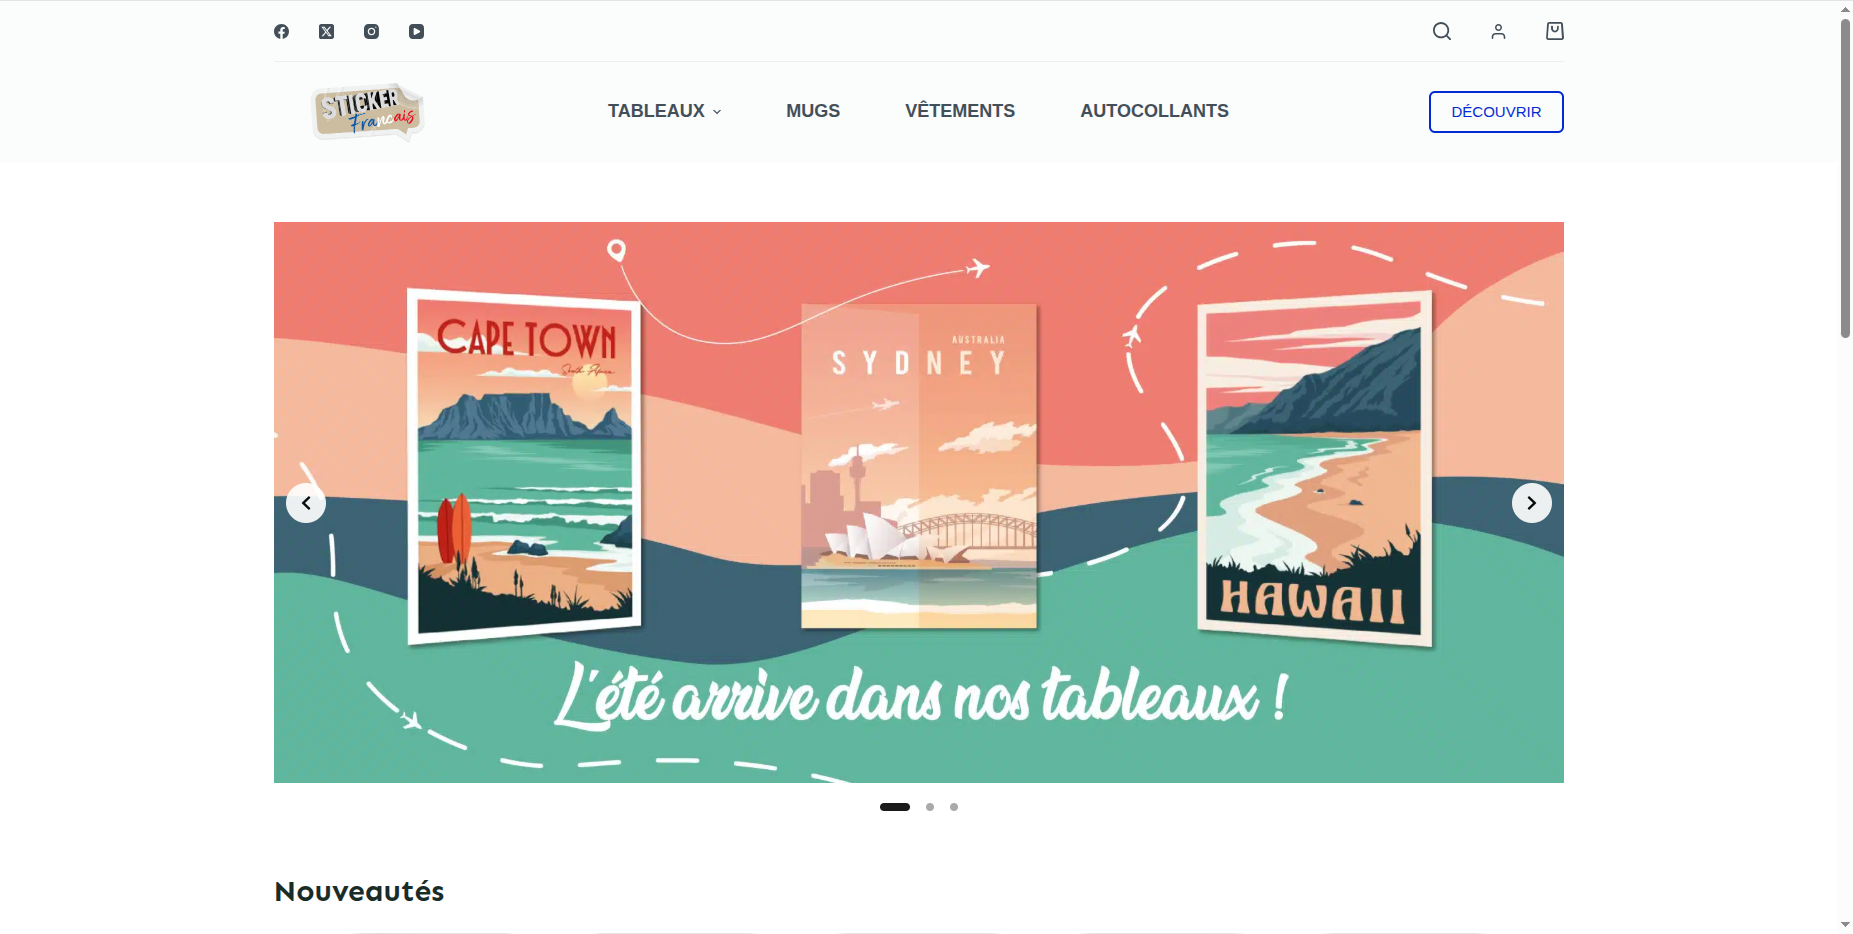 STICKER
Francais
TABLEAUX
MUGS
VÊTEMENTS
AUTOCOLLANTS
DÉCOUVRIR
CAPE TOWN
South Africa
AUSTRALIA
SYDNEY
HAWAII
L'été arrive dans nos tableaux !
Nouveautés